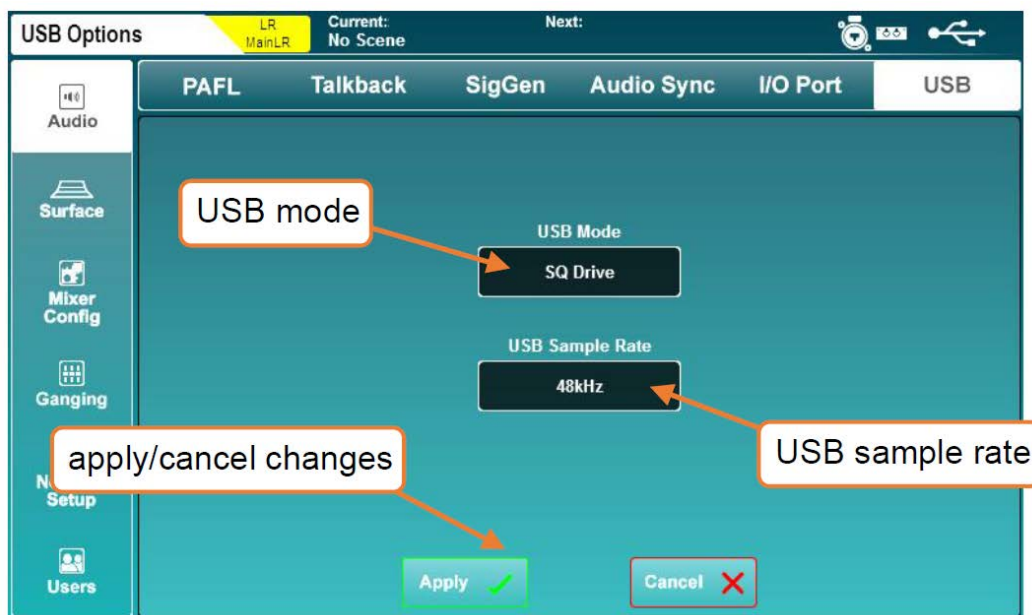 USB Options
LR
MainLR
Current:
No Scene
Next:
PAFL
Talkback
SigGen
Audio Sync
I/O Port
USB
Audio
Surface
Mixer
Config
Ganging
Setup
Users
USB mode
USB Mode
SQ Drive
USB Sample Rate
48kHz
USB sample rate
apply/cancel changes
Apply
Cancel